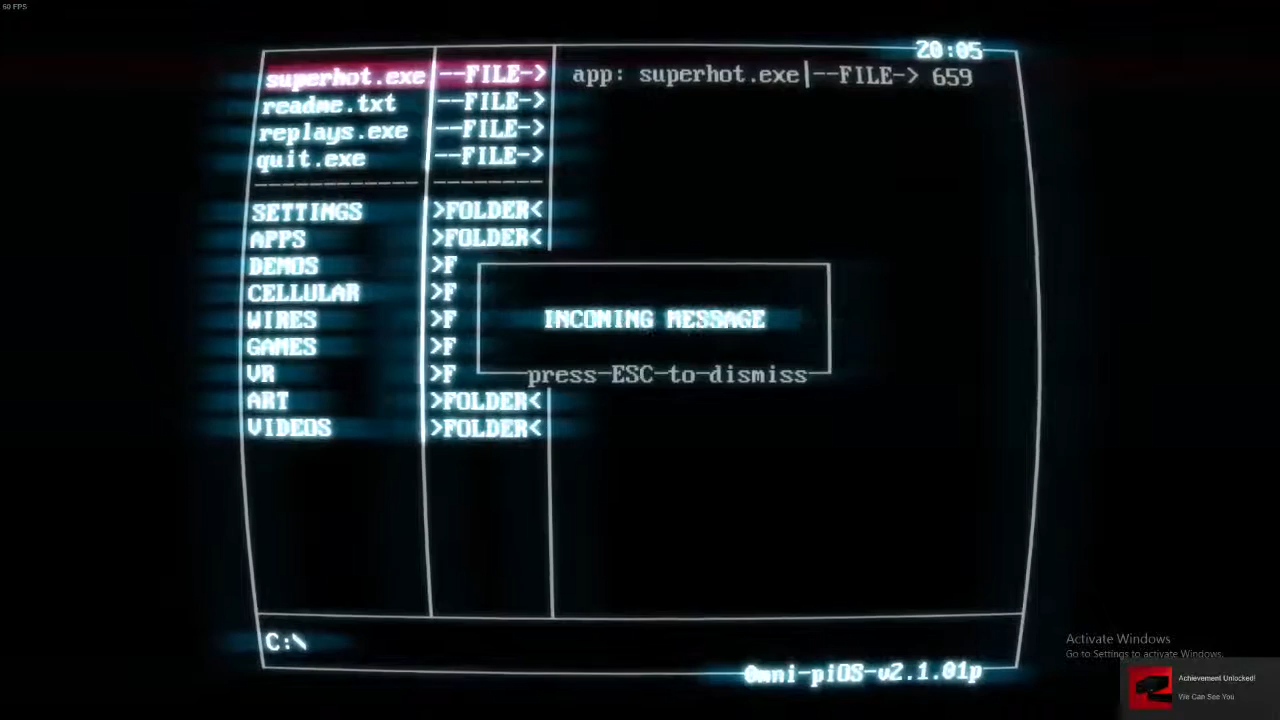 60 FPS
20:05
superhot.exe --FILE-> app: superhot.exe|--FILE-> 659
readme.txt --FILE->
replays.exe --FILE->
quit.exe --FILE->
SETTINGS >FOLDER<
APPS >FOLDER<
DEMOS >F
CELLULAR >F
WIRES >F
GAMES >F
VR >F
ART >FOLDER<
VIDEOS >FOLDER<
INCOMING MESSAGE
press-ESC-to-dismiss
C:\
Omni-piOS-v2.1.01p
Activate Windows
Go to Settings to activate Windows.
Achievement Unlocked!
We Can See You